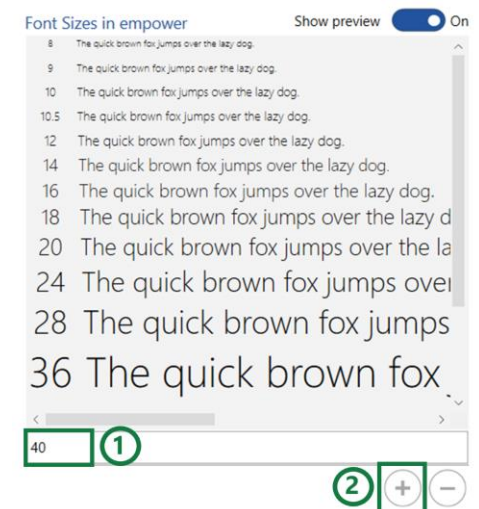 Font Sizes in empower Show preview On
8 The quick brown fox jumps over the lazy dog.
9 The quick brown fox jumps over the lazy dog.
10 The quick brown fox jumps over the lazy dog.
10.5 The quick brown fox jumps over the lazy dog.
12 The quick brown fox jumps over the lazy dog.
14 The quick brown fox jumps over the lazy dog.
16 The quick brown fox jumps over the lazy dog.
18 The quick brown fox jumps over the lazy d
20 The quick brown fox jumps over the la
24 The quick brown fox jumps over
28 The quick brown fox jumps
36 The quick brown fox
40 1
2 + −